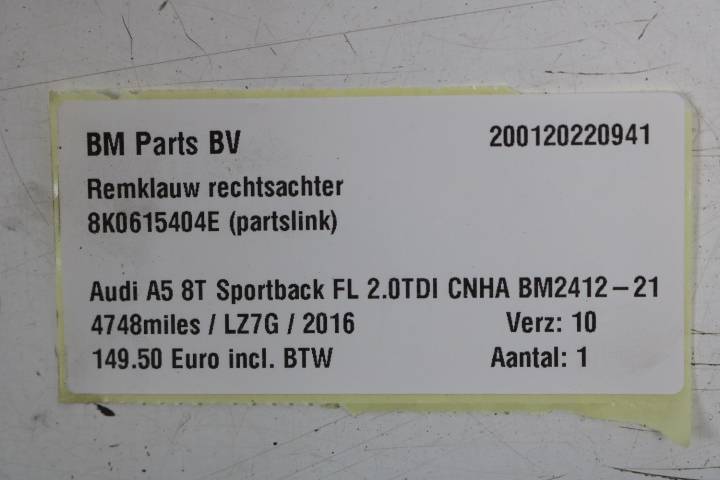 BM Parts BV 200120220941
Remklauw rechtsachter
8K0615404E (partslink)
Audi A5 8T Sportback FL 2.0TDI CNHA BM2412-21
4748miles / LZ7G / 2016 Verz: 10
149.50 Euro incl. BTW Aantal: 1